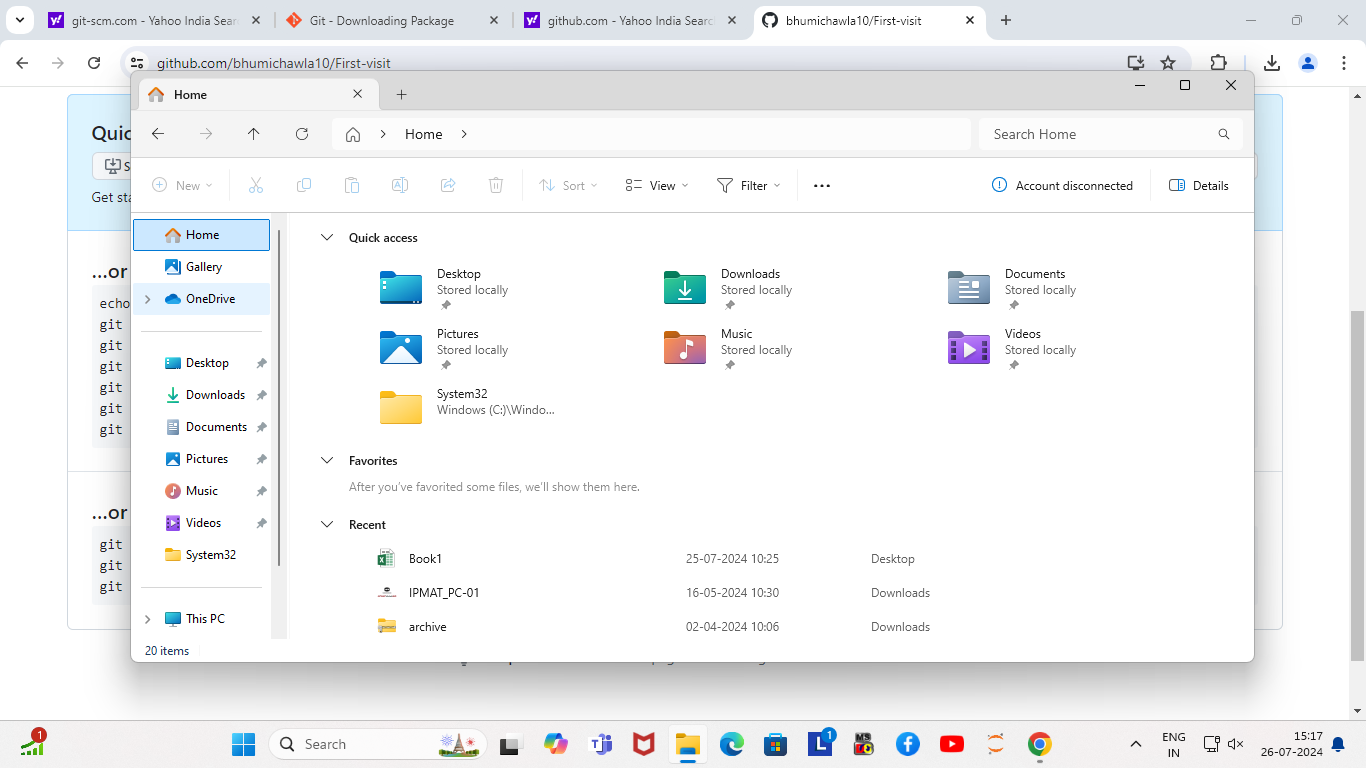 git-scm.com - Yahoo India Sear
Git - Downloading Package
github.com - Yahoo India Searc
bhumichawla10/First-visit
github.com/bhumichawla10/First-visit
Home
Home
Search Home
New
Sort
View
Filter
Account disconnected
Details
Quic
S
Get sta
...or
echo
git
git
git
git
git
git
...or
git
git
git
Home
Gallery
OneDrive
Desktop
Downloads
Documents
Pictures
Music
Videos
System32
This PC
20 items
Quick access
Desktop
Stored locally
Downloads
Stored locally
Documents
Stored locally
Pictures
Stored locally
Music
Stored locally
Videos
Stored locally
System32
Windows (C:)\Windo...
Favorites
After you've favorited some files, we'll show them here.
Recent
Book1 25-07-2024 10:25 Desktop
IPMAT_PC-01 16-05-2024 10:30 Downloads
archive 02-04-2024 10:06 Downloads
1
Search
L
1
ENG
IN
15:17
26-07-2024